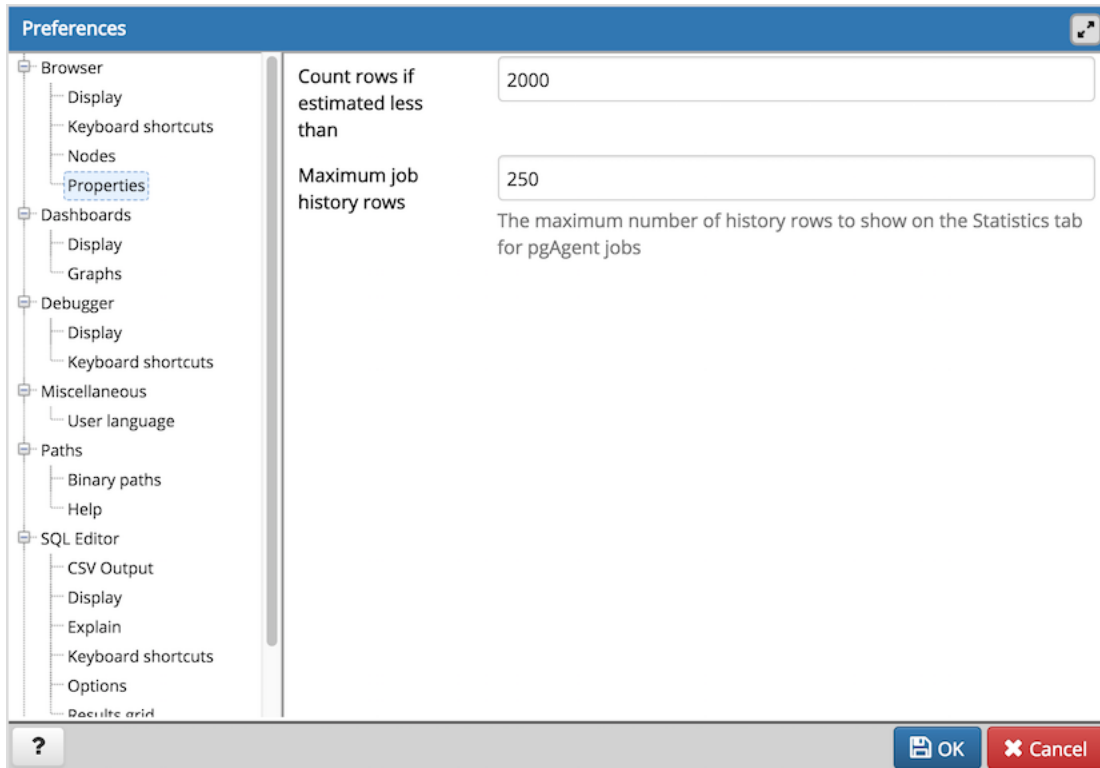 Preferences
Browser
Display
Keyboard shortcuts
Nodes
Properties
Dashboards
Display
Graphs
Debugger
Display
Keyboard shortcuts
Miscellaneous
User language
Paths
Binary paths
Help
SQL Editor
CSV Output
Display
Explain
Keyboard shortcuts
Options
Results grid
Count rows if
estimated less
than
2000
Maximum job
history rows
250
The maximum number of history rows to show on the Statistics tab
for pgAgent jobs
?
OK
Cancel